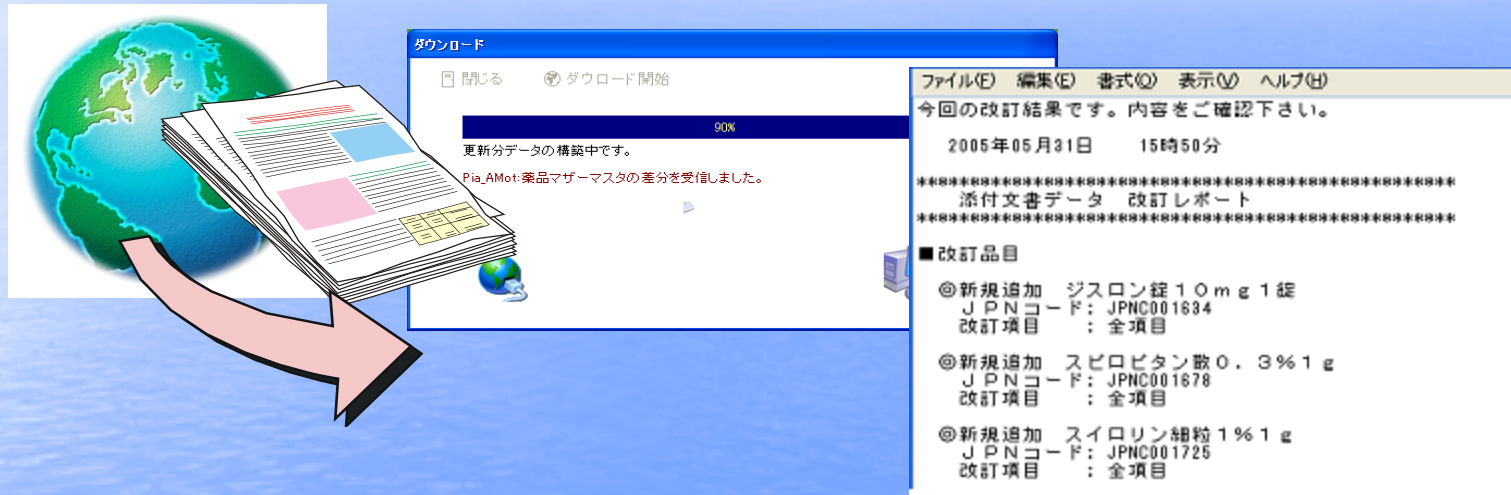 ダウンロード
閉じる ダウロード開始
90%
更新分データの構築中です。
Pia_AMot:薬品マザーマスタの差分を受信しました。
ファイル(F) 編集(E) 書式(O) 表示(V) ヘルプ(H)
今回の改訂結果です。内容をご確認下さい。
2005年05月31日 15時50分
***************************************************
添付文書データ 改訂レポート
***************************************************
■改訂品目
◎新規追加 ジスロン錠10mg1錠
JPNコード: JPNC001634
改訂項目 : 全項目
◎新規追加 スピロピタン散0.3%1g
JPNコード: JPNC001678
改訂項目 : 全項目
◎新規追加 スイロリン細粒1%1g
JPNコード: JPNC001725
改訂項目 : 全項目